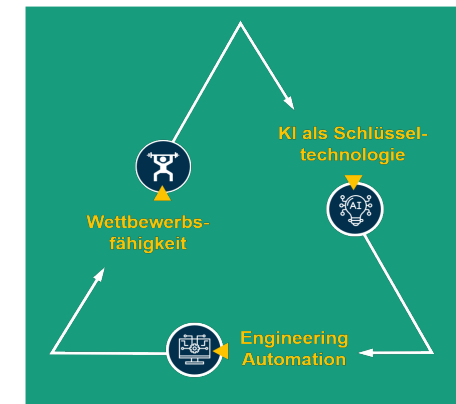 KI als Schlüssel-
technologie
AI
Wettbewerbs-
fähigkeit
Engineering
Automation